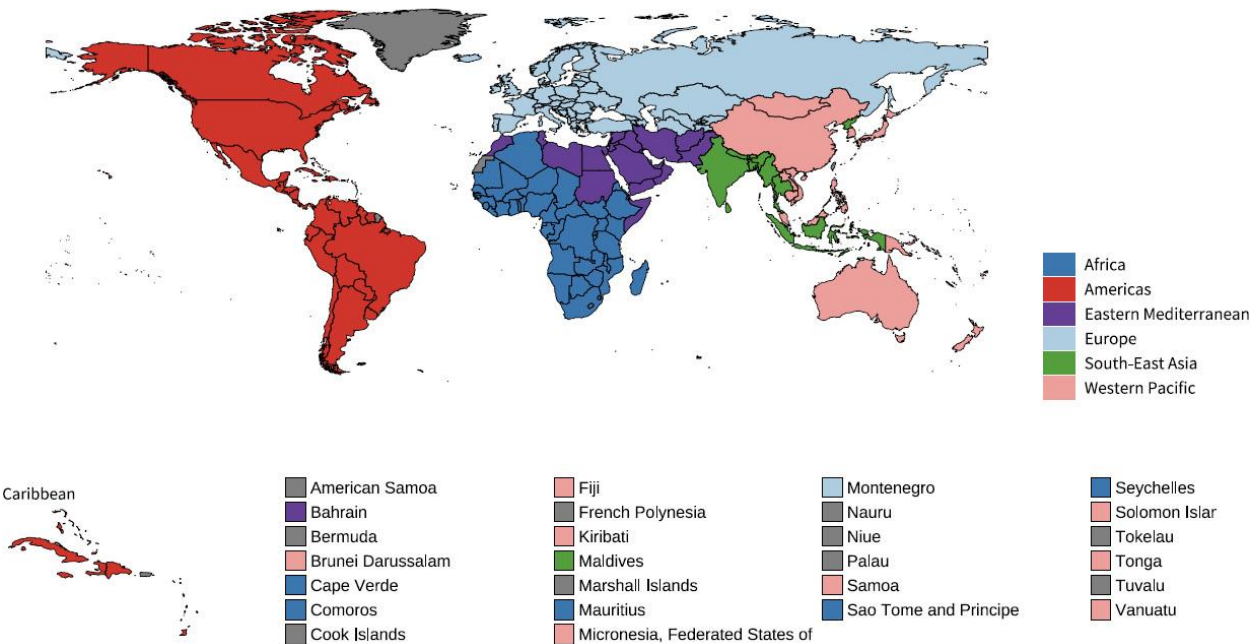 Africa
Americas
Eastern Mediterranean
Europe
South-East Asia
Western Pacific
Caribbean
American Samoa
Bahrain
Bermuda
Brunei Darussalam
Cape Verde
Comoros
Cook Islands
Fiji
French Polynesia
Kiribati
Maldives
Marshall Islands
Mauritius
Micronesia, Federated States of
Montenegro
Nauru
Niue
Palau
Samoa
Sao Tome and Principe
Seychelles
Solomon Islar
Tokelau
Tonga
Tuvalu
Vanuatu